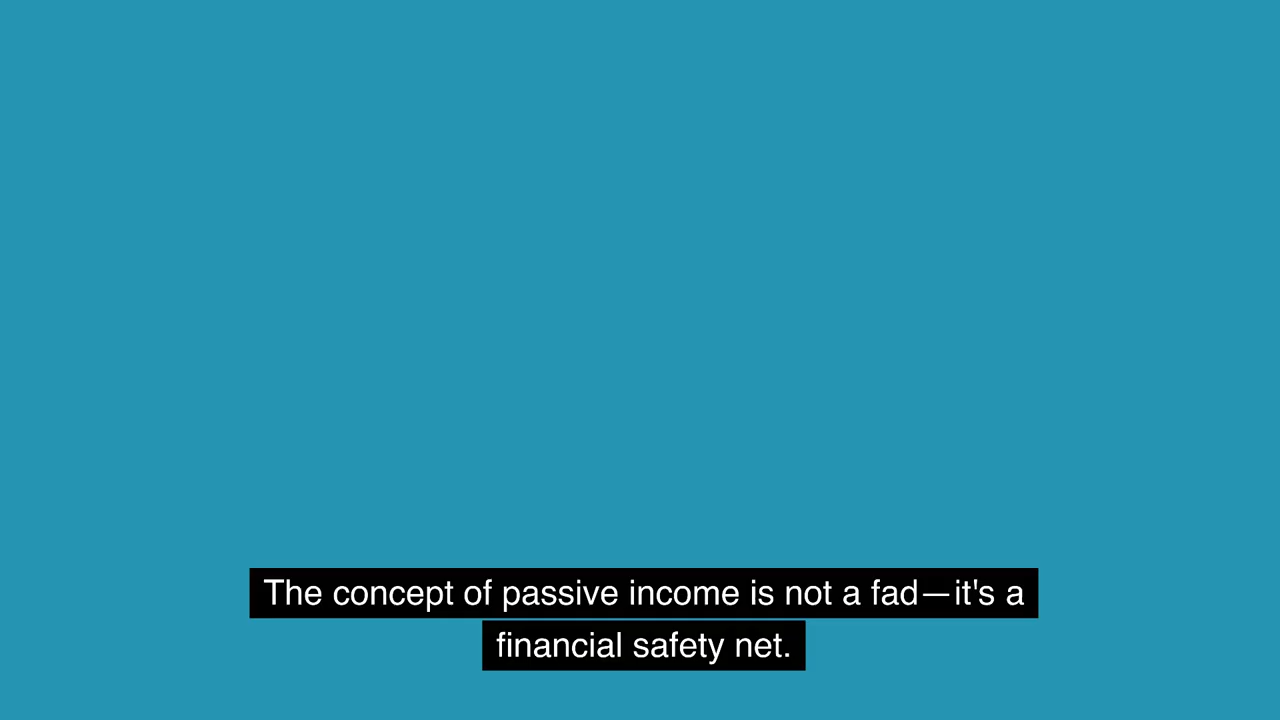 The concept of passive income is not a fad—it's a
financial safety net.